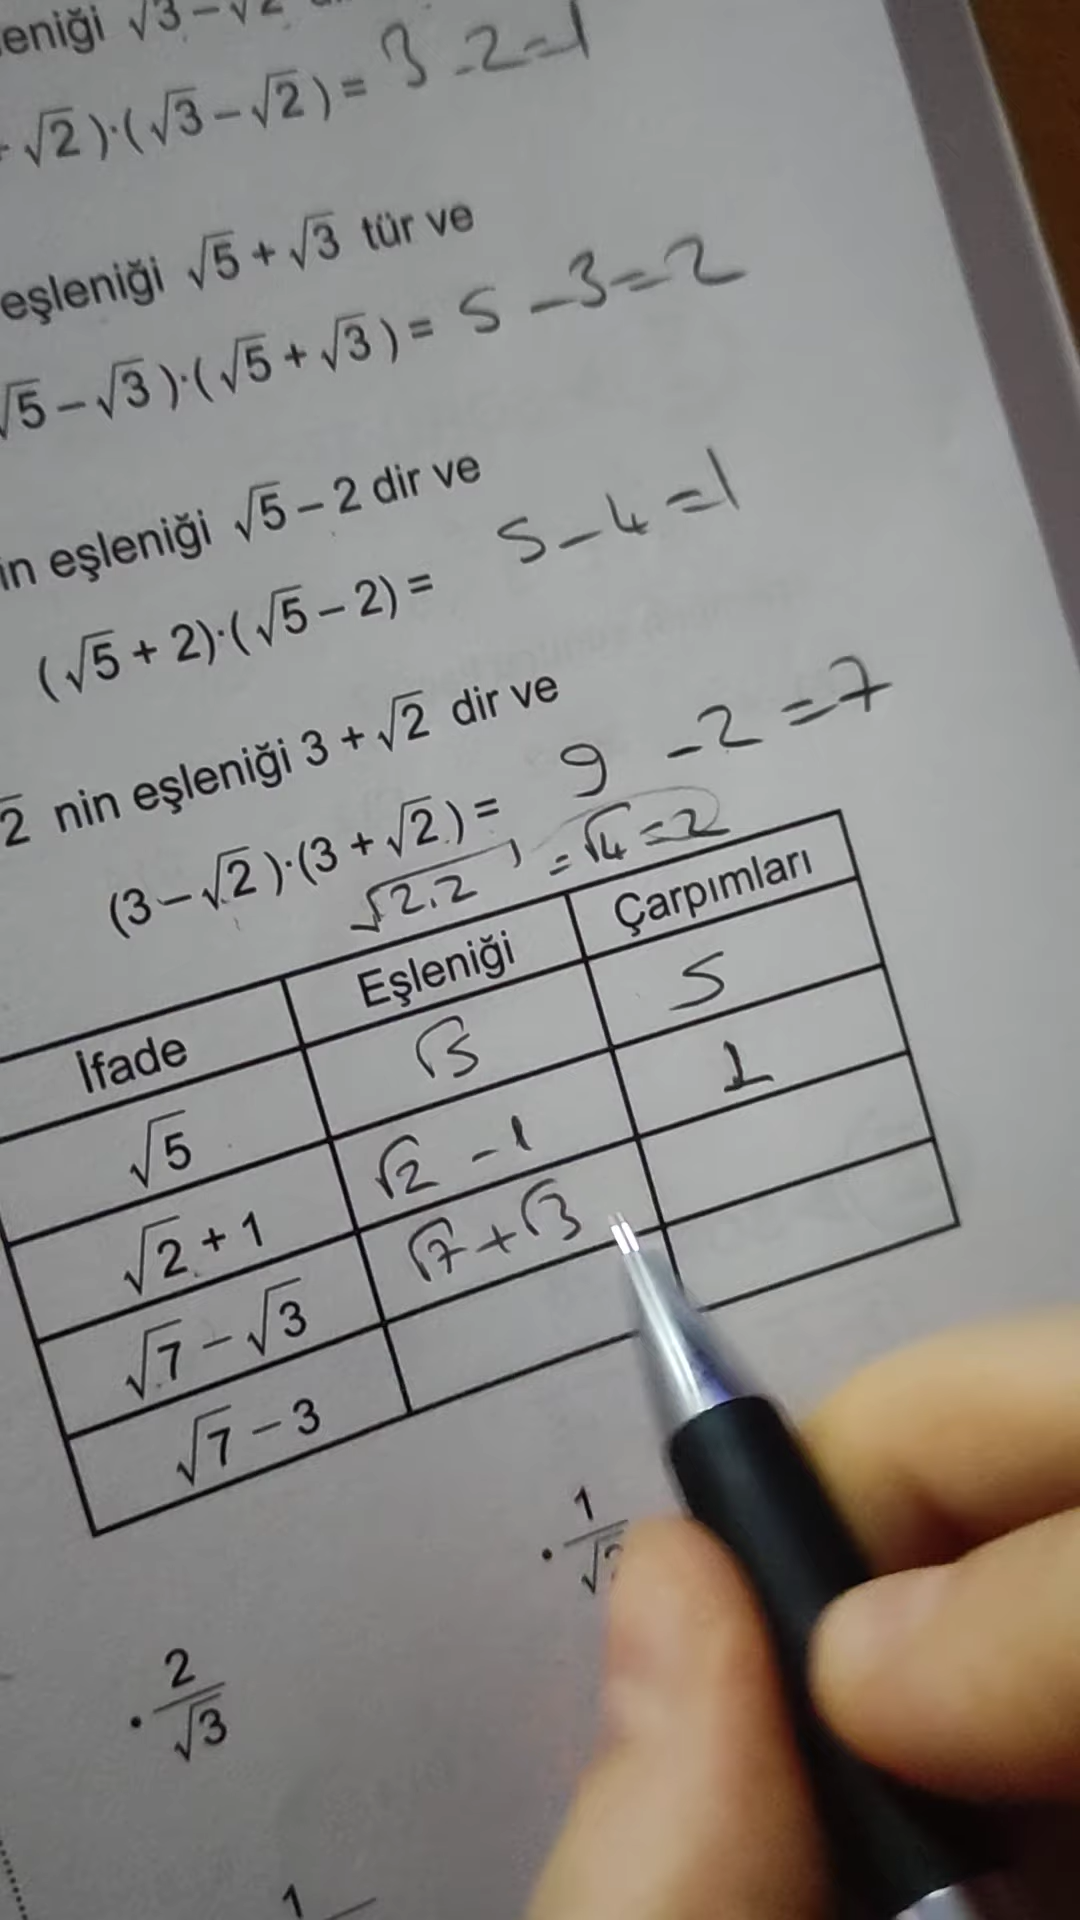 eniği √3 − √2
√2)·(√3 − √2) = 3 - 2 = 1
eşleniği √5 + √3 tür ve
√5 − √3)·(√5 + √3) = 5 - 3 = 2
in eşleniği √5 − 2 dir ve
(√5 + 2)·(√5 − 2) = 5 - 4 = 1
2 nin eşleniği 3 + √2 dir ve
(3 − √2)·(3 + √2) = 9 - 2 = 7
√2.2 = √4 = 2
İfade Eşleniği Çarpımları
√5 √5 5
√2 + 1 √2 - 1 1
√7 − √3 √7 + √3
√7 − 3
· 1/√
· 2/√3
1